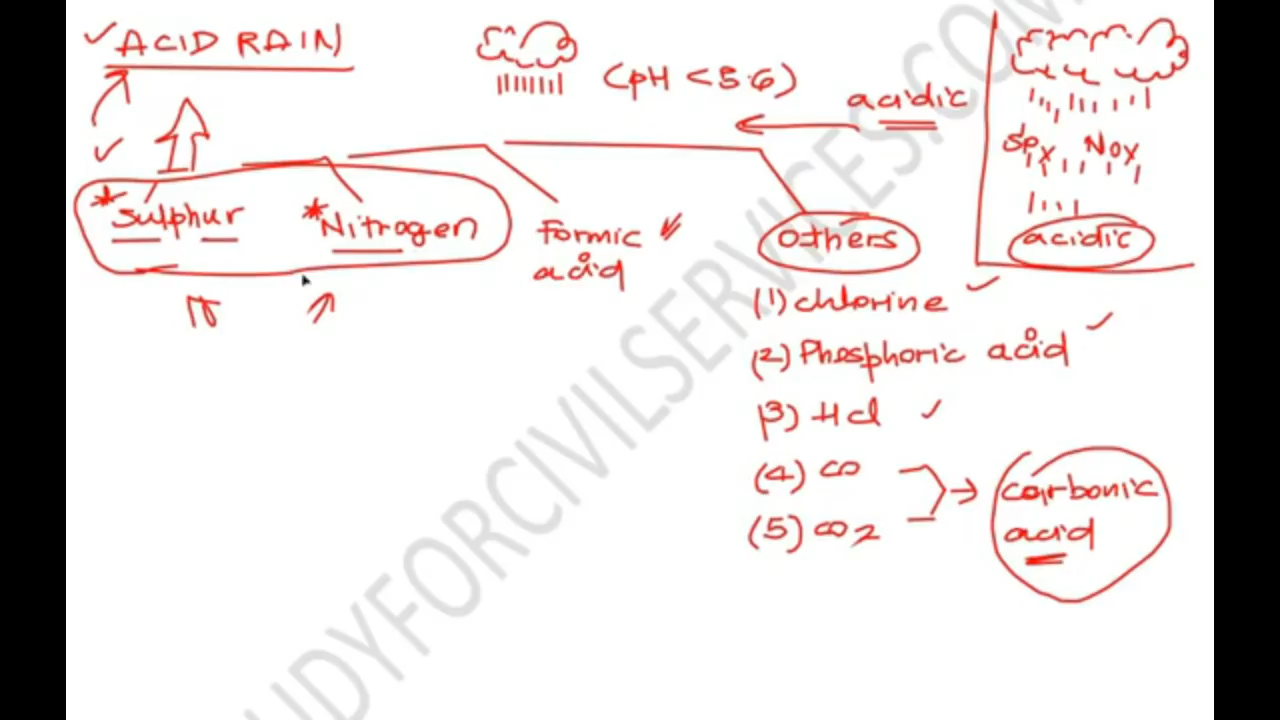 ACID RAIN
(pH < 5.6)
acidic
SOx NOx
acidic
*Sulphur
*Nitrogen
Formic
acid
others
(1) chlorine
(2) Phosphoric acid
(3) Hcl
(4) co
(5) co2
carbonic
acid
UDYFORCIVILSERVICES.COM